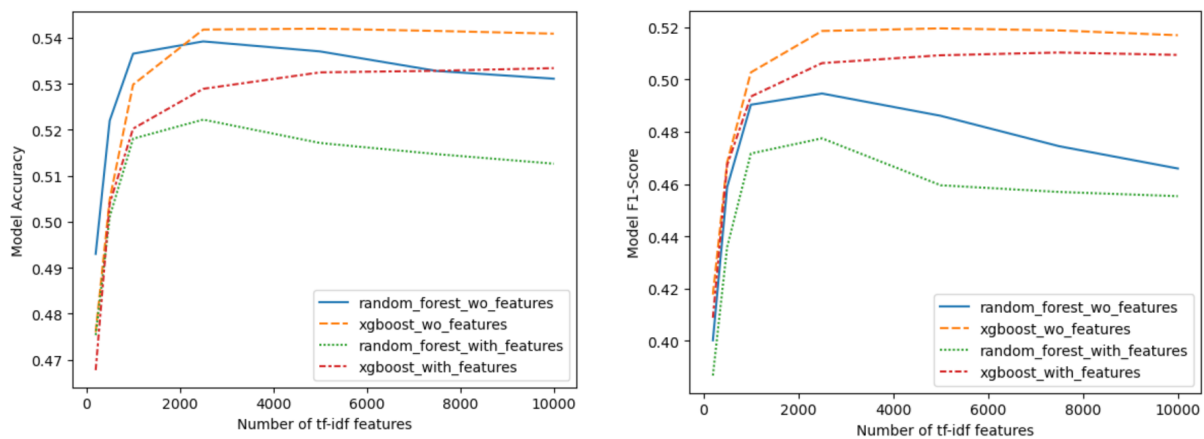 0.54
0.53
0.52
0.51
0.50
0.49
0.48
0.47
Model Accuracy
random_forest_wo_features
xgboost_wo_features
random_forest_with_features
xgboost_with_features
0 2000 4000 6000 8000 10000
Number of tf-idf features
0.52
0.50
0.48
0.46
0.44
0.42
0.40
Model F1-Score
random_forest_wo_features
xgboost_wo_features
random_forest_with_features
xgboost_with_features
0 2000 4000 6000 8000 10000
Number of tf-idf features